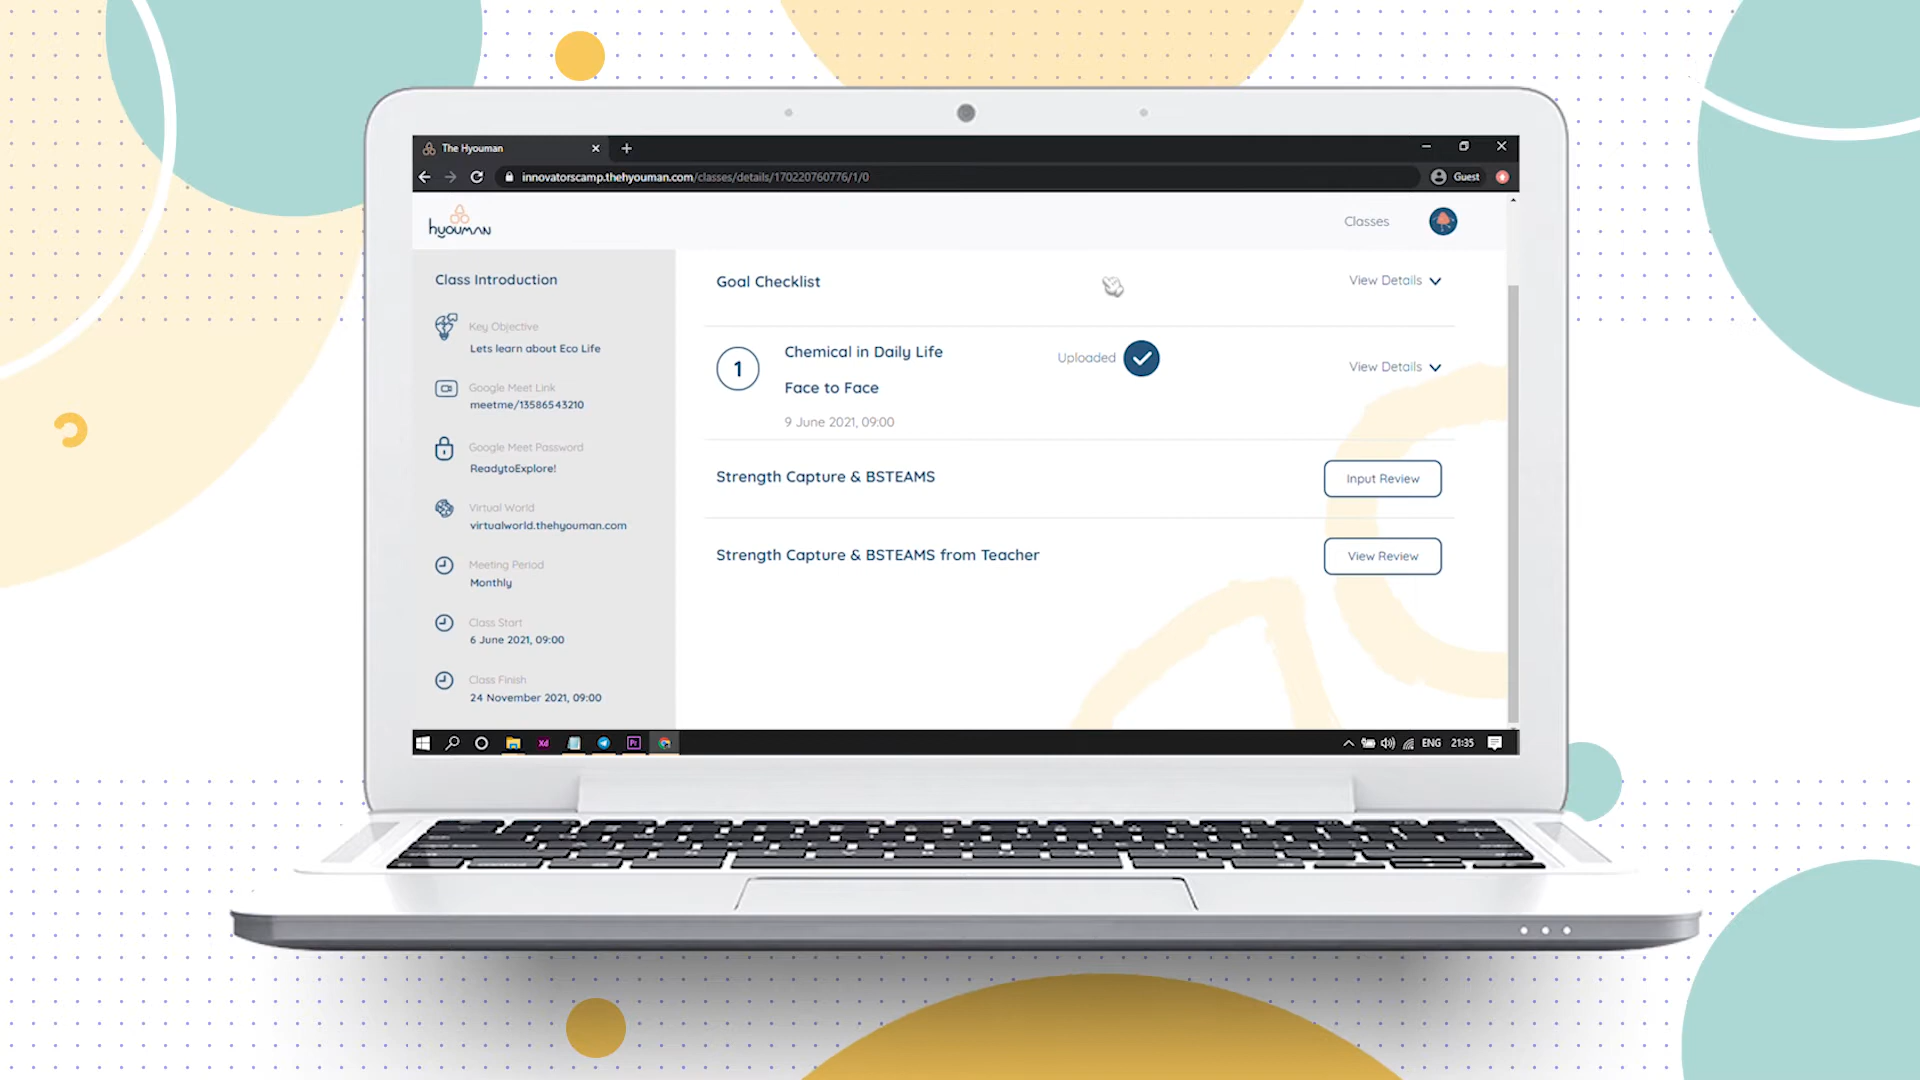 The Hyouman
innovatorscamp.thehyouman.com/classes/details/170220760776/1/0
Guest
hyouman
Classes
Class Introduction
Key Objective
Lets learn about Eco Life
Google Meet Link
meetme/13586543210
Google Meet Password
ReadytoExplore!
Virtual World
virtualworld.thehyouman.com
Meeting Period
Monthly
Class Start
6 June 2021, 09:00
Class Finish
24 November 2021, 09:00
Goal Checklist
View Details
1
Chemical in Daily Life
Uploaded
View Details
Face to Face
9 June 2021, 09:00
Strength Capture & BSTEAMS
Input Review
Strength Capture & BSTEAMS from Teacher
View Review
Xd
Pr
ENG
21:35